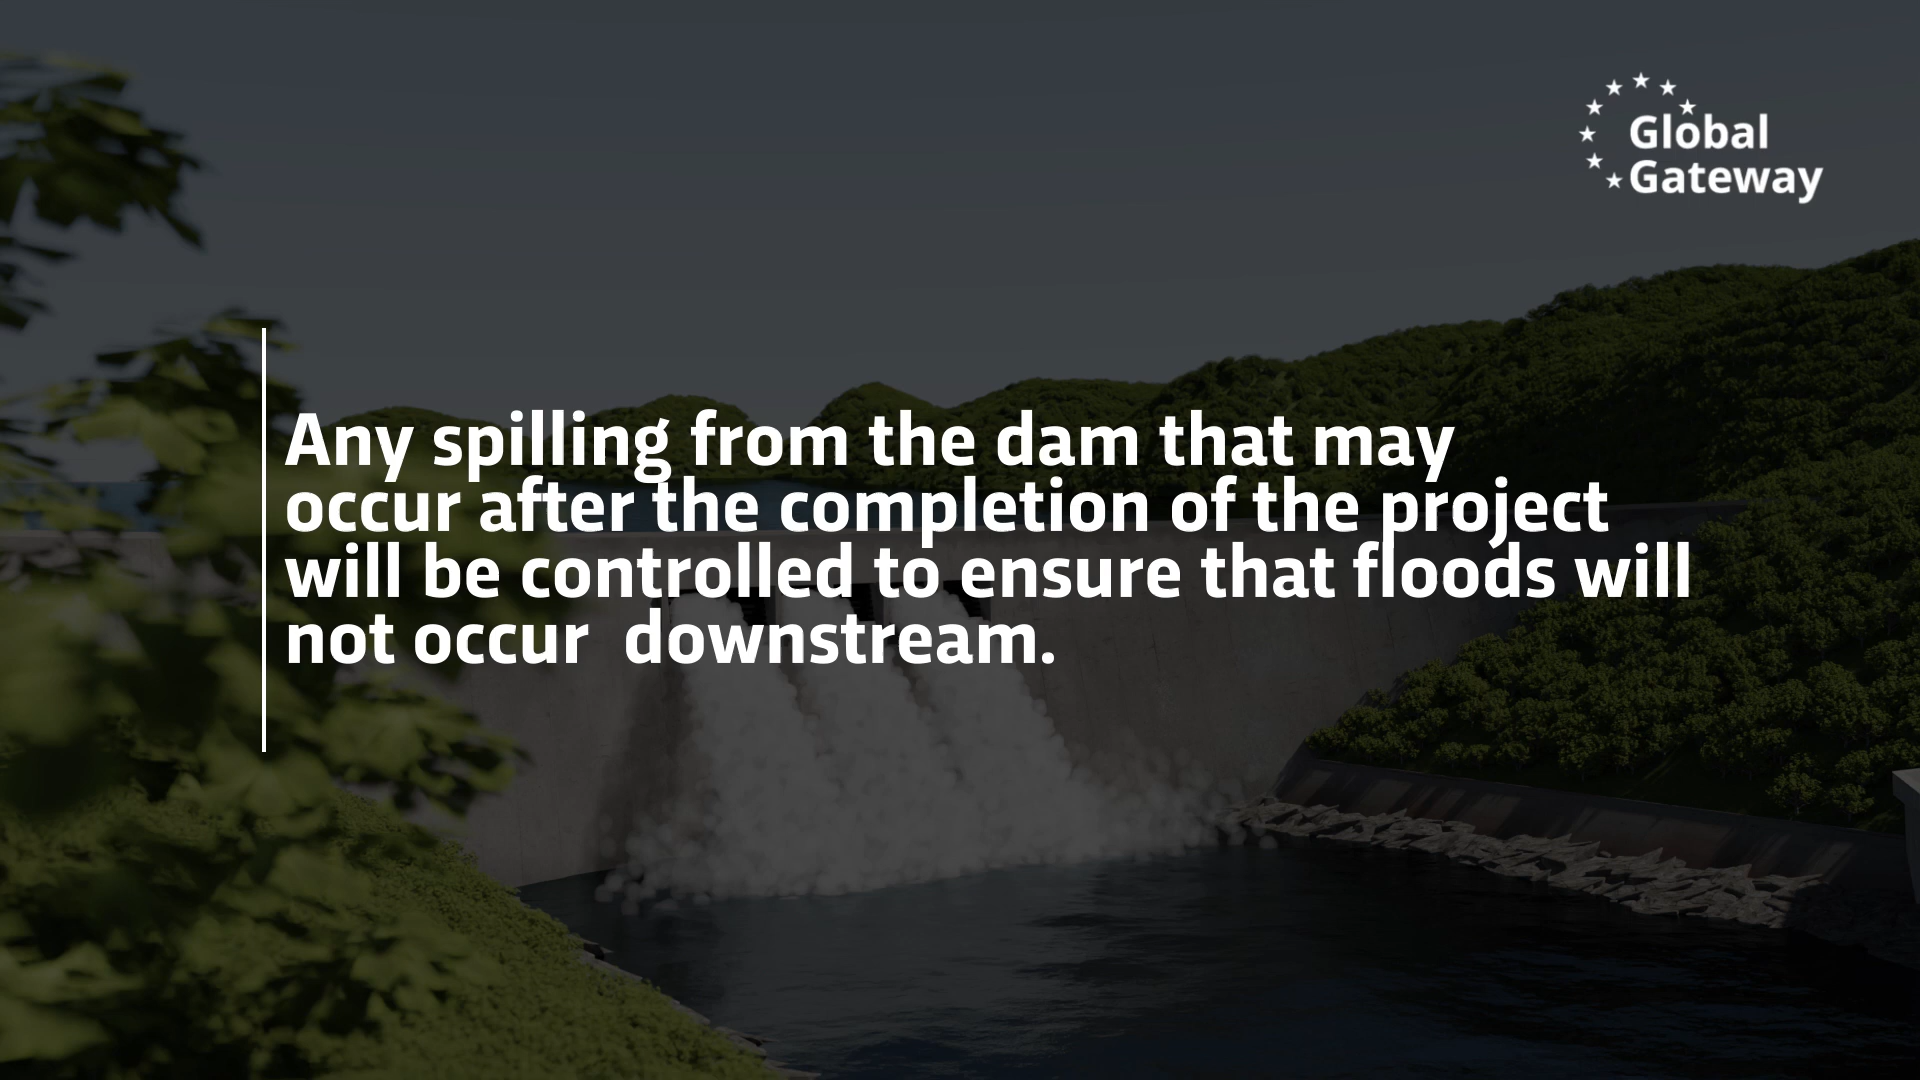 Global
Gateway
Any spilling from the dam that may
occur after the completion of the project
will be controlled to ensure that floods will
not occur  downstream.